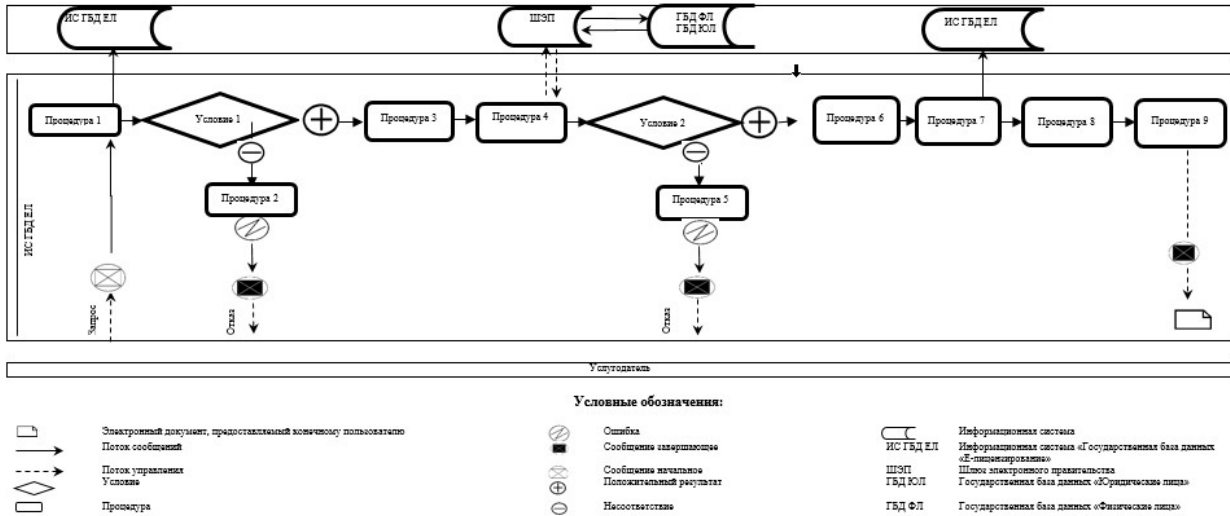 ИС ГБД ЕЛ
ШЭП
ГБД ФЛ
ГБД ЮЛ
ИС ГБД ЕЛ
ИС ГБД ЕЛ
Процедура 1
Условие 1
Процедура 3
Процедура 4
Условие 2
Процедура 6
Процедура 7
Процедура 8
Процедура 9
Процедура 2
Процедура 5
Запрос
Отказ
Отказ
Услугодатель
Условные обозначения:
Электронный документ, предоставляемый конечному пользователю
Поток сообщений
Поток управления
Условие
Процедура
Ошибка
Сообщение завершающее
Сообщение начальное
Положительный результат
Несоответствие
Информационная система
ИС ГБД ЕЛ Информационная система «Государственная база данных
«Е-лицензирование»
ШЭП Шлюз электронного правительства
ГБД ЮЛ Государственная база данных «Юридические лица»
ГБД ФЛ Государственная база данных «Физические лица»